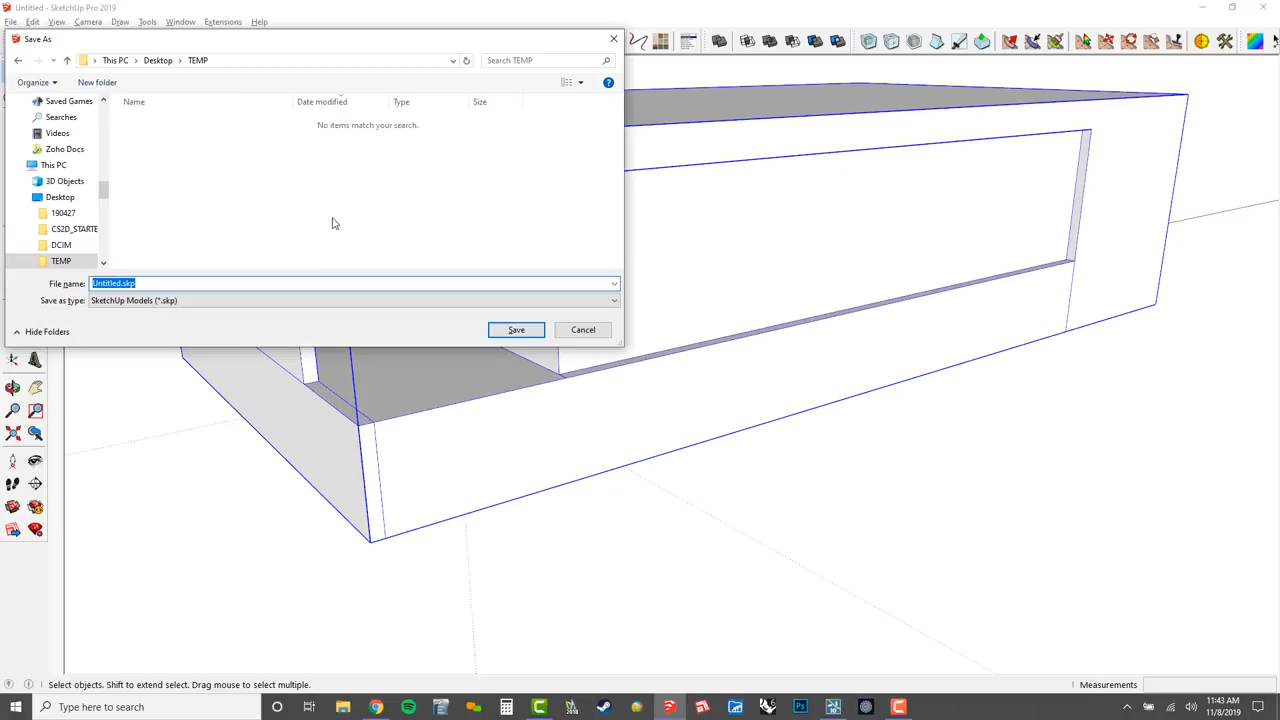 Untitled - SketchUp Pro 2019
File Edit View Camera Draw Tools Window Extensions Help
Save As
This PC > Desktop > TEMP
Search TEMP
Organize New folder
Name Date modified Type Size
No items match your search.
Saved Games
Searches
Videos
Zoho Docs
This PC
3D Objects
Desktop
190427
CS2D_STARTE
DCIM
TEMP
File name: Untitled.skp
Save as type: SketchUp Models (*.skp)
Hide Folders
Save Cancel
Select objects. Shift to extend select. Drag mouse to select multiple.
Measurements
Type here to search
11:43 AM
11/8/2019